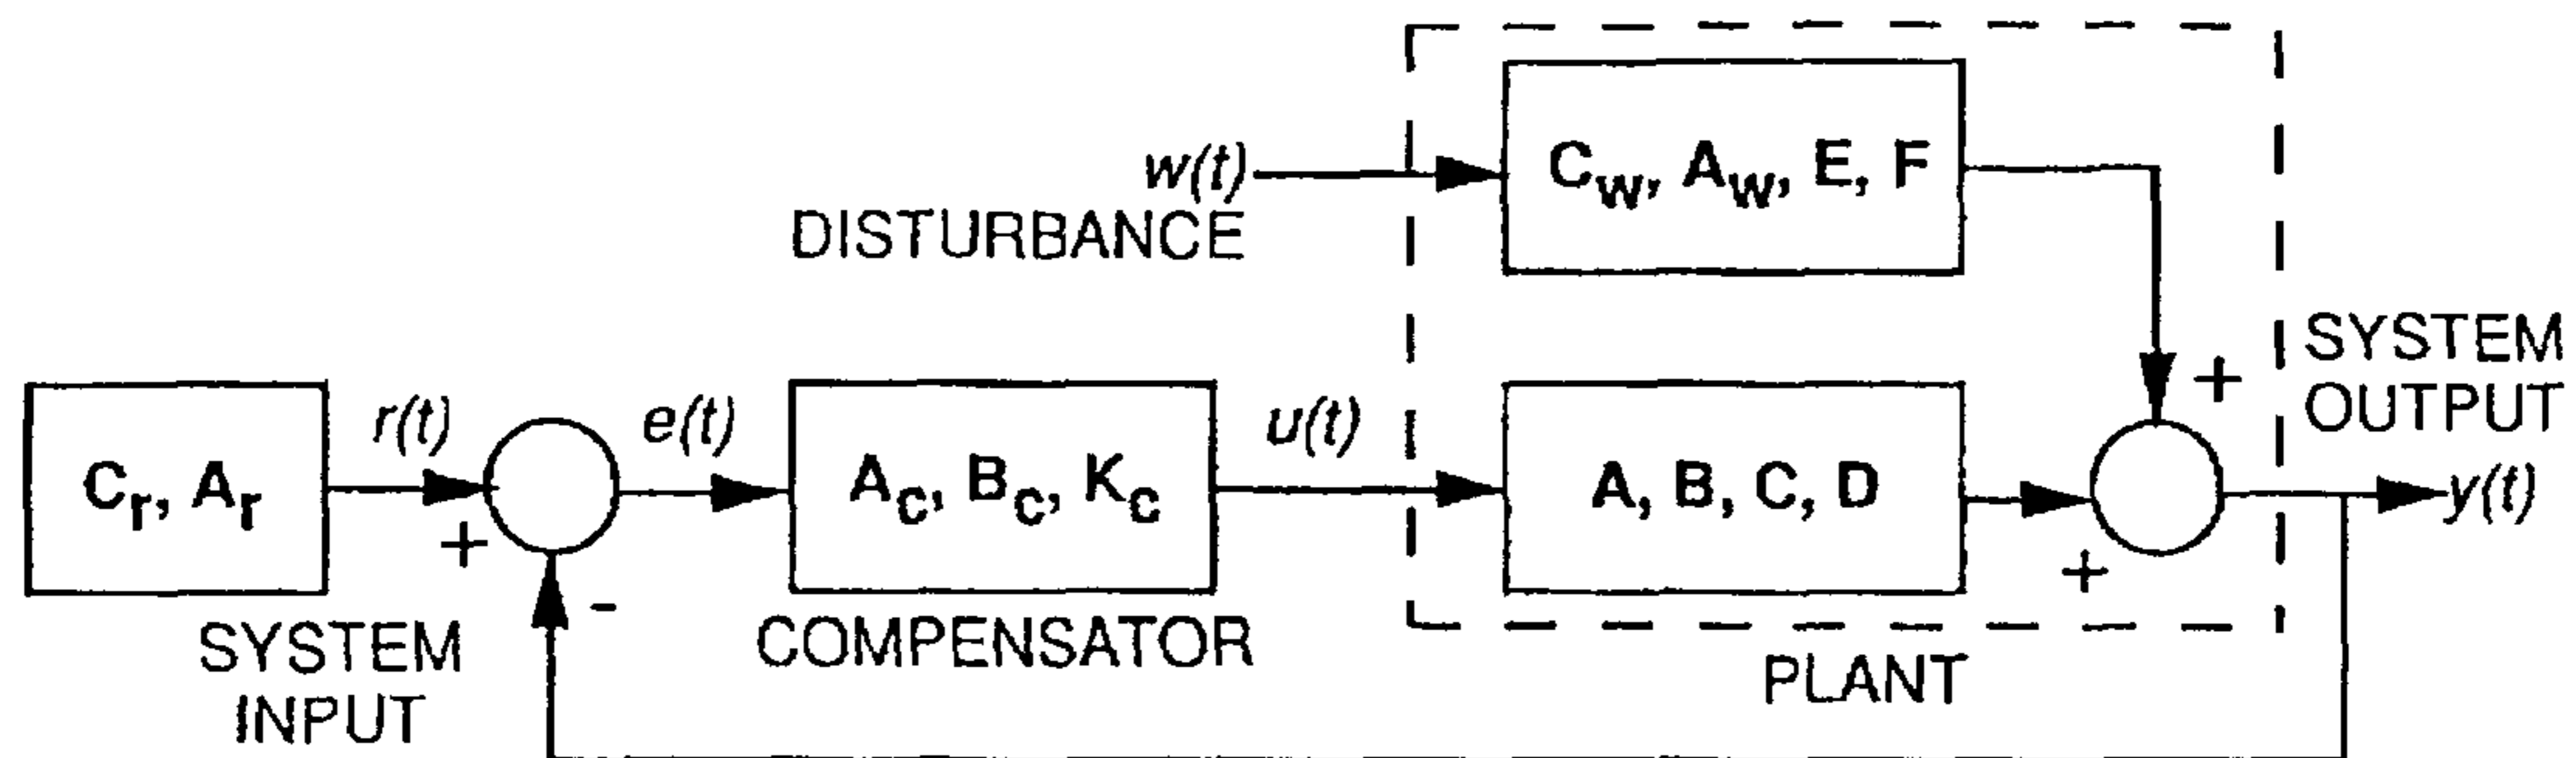 w(t)
DISTURBANCE
C_w, A_w, E, F
SYSTEM
OUTPUT
+
C_r, A_r
r(t)
+
e(t)
A_c, B_c, K_c
u(t)
A, B, C, D
y(t)
+
-
SYSTEM
INPUT
COMPENSATOR
PLANT